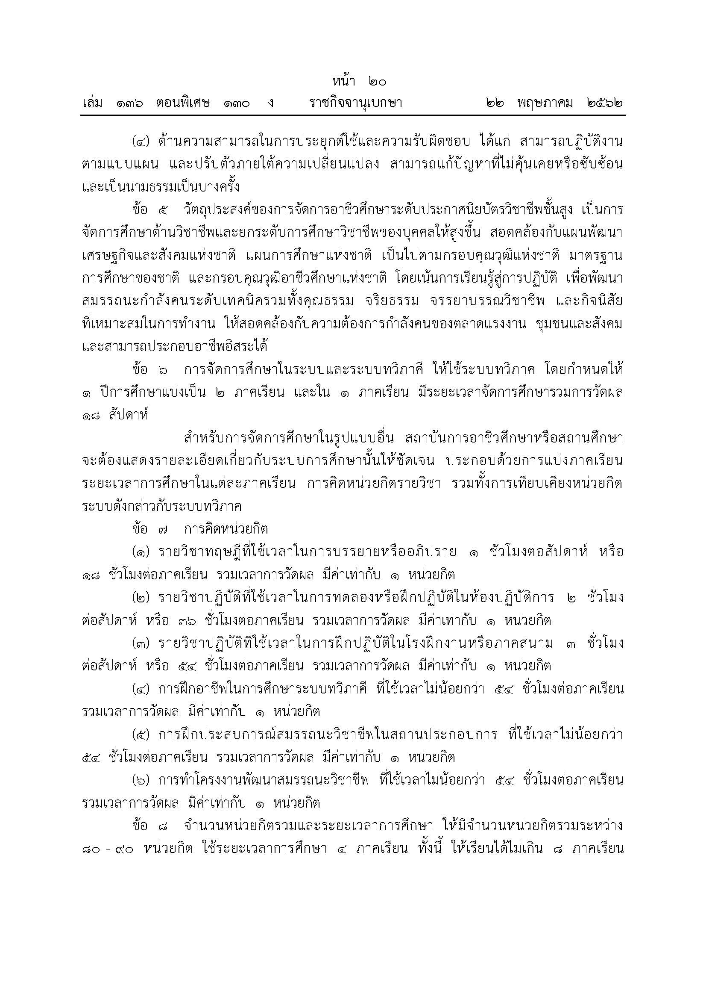 หน้า ๒๐
เล่ม ๑๓๖ ตอนพิเศษ ๑๓๐ ง ราชกิจจานุเบกษา ๒๒ พฤษภาคม ๒๕๖๒
(๔) ด้านความสามารถในการประยุกต์ใช้และความรับผิดชอบ ได้แก่ สามารถปฏิบัติงาน
ตามแบบแผน และปรับตัวภายใต้ความเปลี่ยนแปลง สามารถแก้ปัญหาที่ไม่คุ้นเคยหรือซับซ้อน
และเป็นนามธรรมเป็นบางครั้ง
ข้อ ๕ วัตถุประสงค์ของการจัดการอาชีวศึกษาระดับประกาศนียบัตรวิชาชีพชั้นสูง เป็นการ
จัดการศึกษาด้านวิชาชีพและยกระดับการศึกษาวิชาชีพของบุคคลให้สูงขึ้น สอดคล้องกับแผนพัฒนา
เศรษฐกิจและสังคมแห่งชาติ แผนการศึกษาแห่งชาติ เป็นไปตามกรอบคุณวุฒิแห่งชาติ มาตรฐาน
การศึกษาของชาติ และกรอบคุณวุฒิอาชีวศึกษาแห่งชาติ โดยเน้นการเรียนรู้สู่การปฏิบัติ เพื่อพัฒนา
สมรรถนะกำลังคนระดับเทคนิครวมทั้งคุณธรรม จริยธรรม จรรยาบรรณวิชาชีพ และกิจนิสัย
ที่เหมาะสมในการทำงาน ให้สอดคล้องกับความต้องการกำลังคนของตลาดแรงงาน ชุมชนและสังคม
และสามารถประกอบอาชีพอิสระได้
ข้อ ๖ การจัดการศึกษาในระบบและระบบทวิภาคี ให้ใช้ระบบทวิภาค โดยกำหนดให้
๑ ปีการศึกษาแบ่งเป็น ๒ ภาคเรียน และใน ๑ ภาคเรียน มีระยะเวลาจัดการศึกษารวมการวัดผล
๑๘ สัปดาห์
สำหรับการจัดการศึกษาในรูปแบบอื่น สถาบันการอาชีวศึกษาหรือสถานศึกษา
จะต้องแสดงรายละเอียดเกี่ยวกับระบบการศึกษานั้นให้ชัดเจน ประกอบด้วยการแบ่งภาคเรียน
ระยะเวลาการศึกษาในแต่ละภาคเรียน การคิดหน่วยกิตรายวิชา รวมทั้งการเทียบเคียงหน่วยกิต
ระบบดังกล่าวกับระบบทวิภาค
ข้อ ๗ การคิดหน่วยกิต
(๑) รายวิชาทฤษฎีที่ใช้เวลาในการบรรยายหรืออภิปราย ๑ ชั่วโมงต่อสัปดาห์ หรือ
๑๘ ชั่วโมงต่อภาคเรียน รวมเวลาการวัดผล มีค่าเท่ากับ ๑ หน่วยกิต
(๒) รายวิชาปฏิบัติที่ใช้เวลาในการทดลองหรือฝึกปฏิบัติในห้องปฏิบัติการ ๒ ชั่วโมง
ต่อสัปดาห์ หรือ ๓๖ ชั่วโมงต่อภาคเรียน รวมเวลาการวัดผล มีค่าเท่ากับ ๑ หน่วยกิต
(๓) รายวิชาปฏิบัติที่ใช้เวลาในการฝึกปฏิบัติในโรงฝึกงานหรือภาคสนาม ๓ ชั่วโมง
ต่อสัปดาห์ หรือ ๕๔ ชั่วโมงต่อภาคเรียน รวมเวลาการวัดผล มีค่าเท่ากับ ๑ หน่วยกิต
(๔) การฝึกอาชีพในการศึกษาระบบทวิภาคี ที่ใช้เวลาไม่น้อยกว่า ๕๔ ชั่วโมงต่อภาคเรียน
รวมเวลาการวัดผล มีค่าเท่ากับ ๑ หน่วยกิต
(๕) การฝึกประสบการณ์สมรรถนะวิชาชีพในสถานประกอบการ ที่ใช้เวลาไม่น้อยกว่า
๕๔ ชั่วโมงต่อภาคเรียน รวมเวลาการวัดผล มีค่าเท่ากับ ๑ หน่วยกิต
(๖) การทำโครงงานพัฒนาสมรรถนะวิชาชีพ ที่ใช้เวลาไม่น้อยกว่า ๕๔ ชั่วโมงต่อภาคเรียน
รวมเวลาการวัดผล มีค่าเท่ากับ ๑ หน่วยกิต
ข้อ ๘ จำนวนหน่วยกิตรวมและระยะเวลาการศึกษา ให้มีจำนวนหน่วยกิตรวมระหว่าง
๘๐ - ๙๐ หน่วยกิต ใช้ระยะเวลาการศึกษา ๔ ภาคเรียน ทั้งนี้ ให้เรียนได้ไม่เกิน ๘ ภาคเรียน